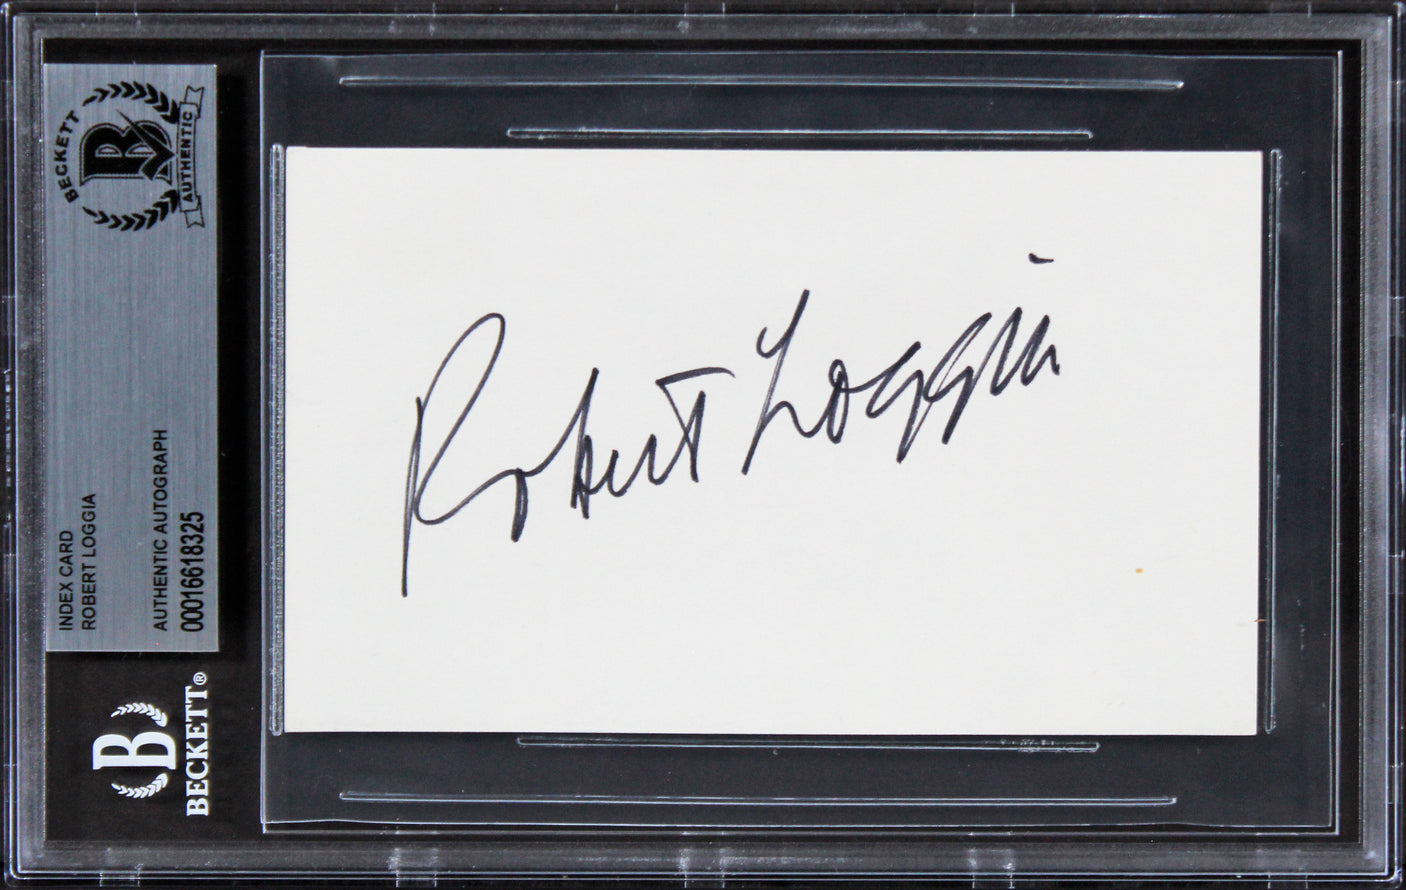 BECKETT
B
AUTHENTIC
INDEX CARD
ROBERT LOGGIA
AUTHENTIC AUTOGRAPH
00016618325
B
BECKETT®
Robert Loggia